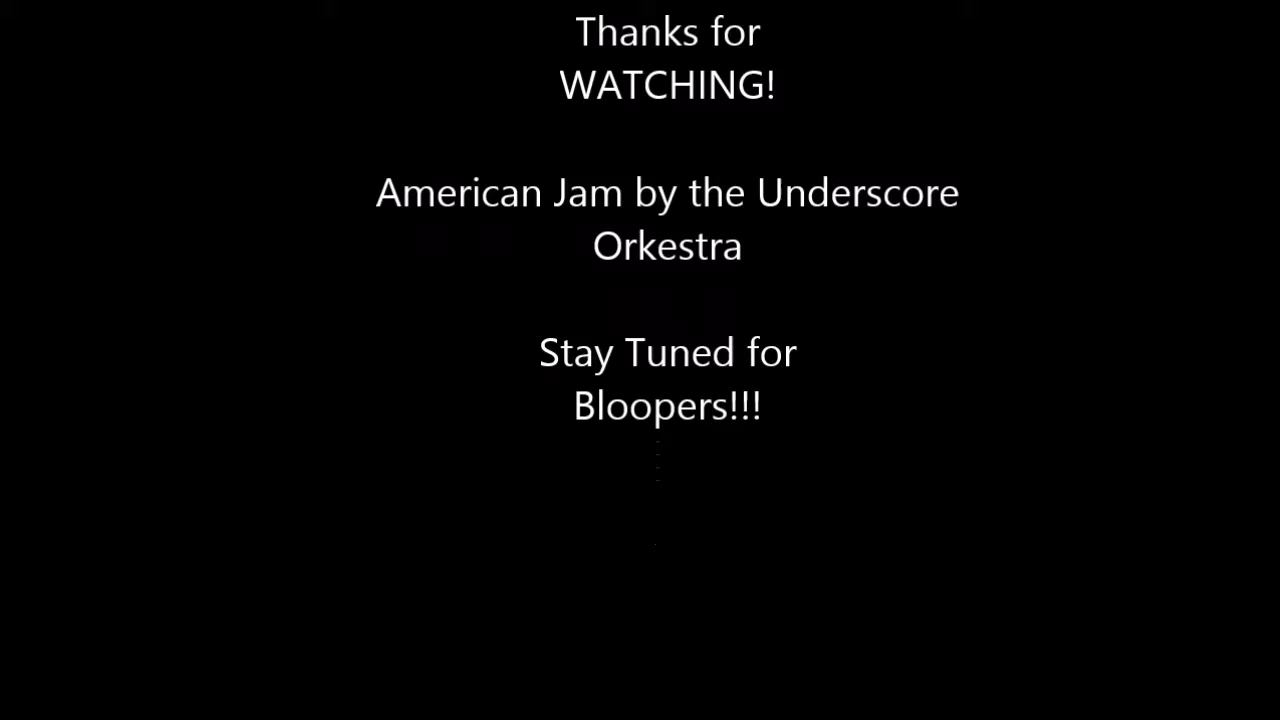 Thanks for
WATCHING!
American Jam by the Underscore
Orkestra
Stay Tuned for
Bloopers!!!